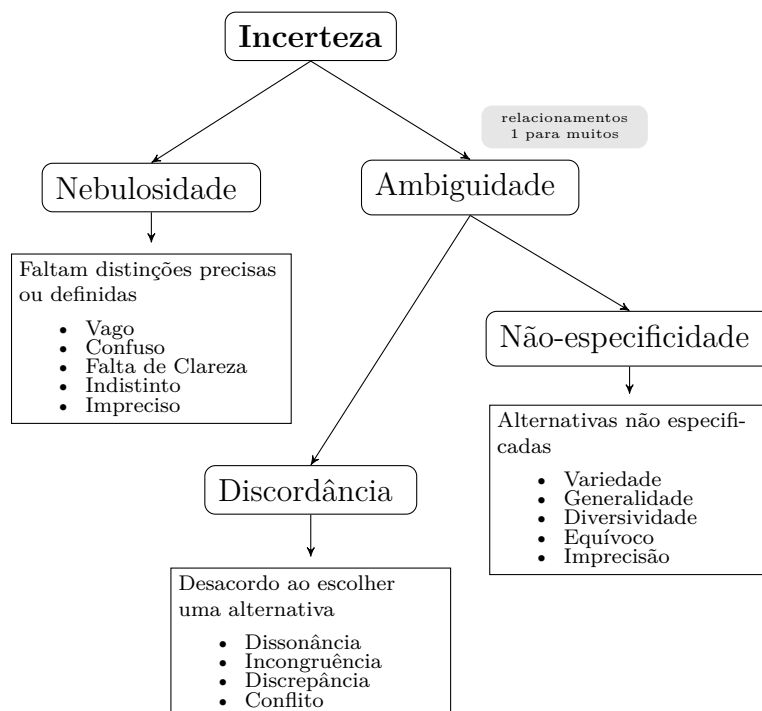 Incerteza
relacionamentos
1 para muitos
Nebulosidade
Ambiguidade
Faltam distinções precisas
ou definidas
• Vago
• Confuso
• Falta de Clareza
• Indistinto
• Impreciso
Não-especificidade
Alternativas não especifi-
cadas
• Variedade
• Generalidade
• Diversividade
• Equívoco
• Imprecisão
Discordância
Desacordo ao escolher
uma alternativa
• Dissonância
• Incongruência
• Discrepância
• Conflito